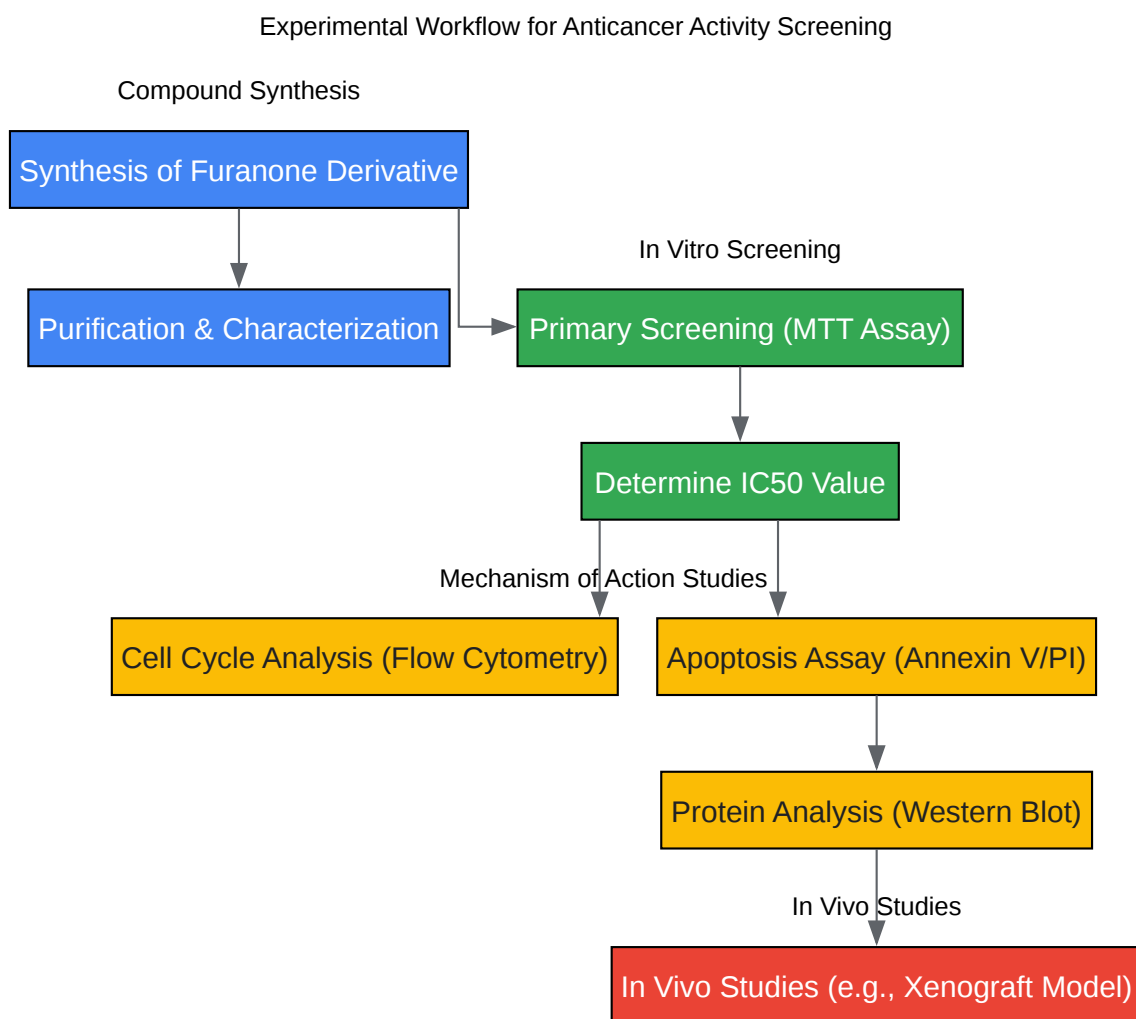 Experimental Workflow for Anticancer Activity Screening
Compound Synthesis
Synthesis of Furanone Derivative
In Vitro Screening
Purification & Characterization
Primary Screening (MTT Assay)
Determine IC50 Value
Mechanism of Action Studies
Cell Cycle Analysis (Flow Cytometry)
Apoptosis Assay (Annexin V/PI)
Protein Analysis (Western Blot)
In Vivo Studies
In Vivo Studies (e.g., Xenograft Model)